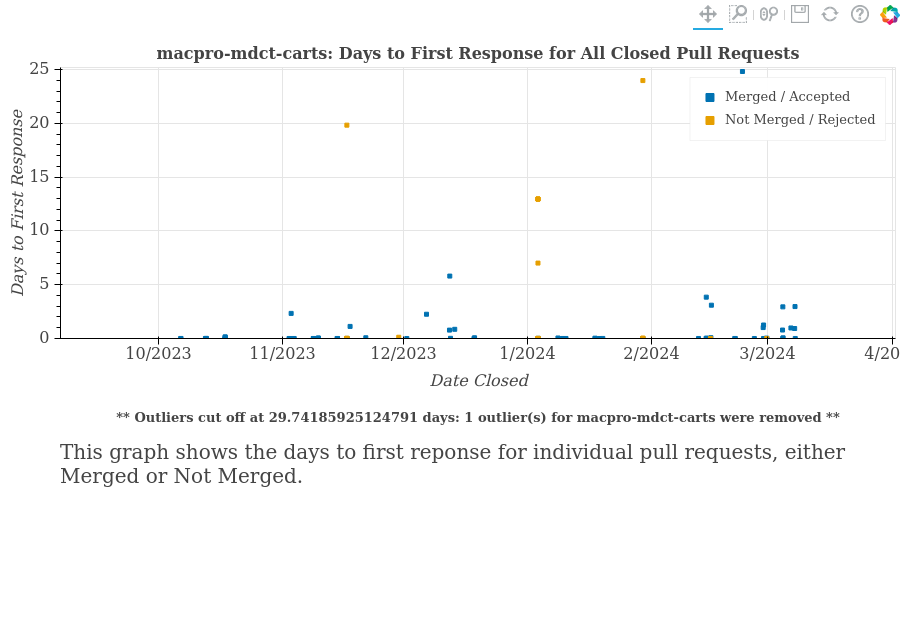 macpro-mdct-carts: Days to First Response for All Closed Pull Requests
25
20
15
10
5
0
Days to First Response
Merged / Accepted
Not Merged / Rejected
10/2023
11/2023
12/2023
1/2024
2/2024
3/2024
4/20
Date Closed
** Outliers cut off at 29.74185925124791 days: 1 outlier(s) for macpro-mdct-carts were removed **
This graph shows the days to first reponse for individual pull requests, either
Merged or Not Merged.